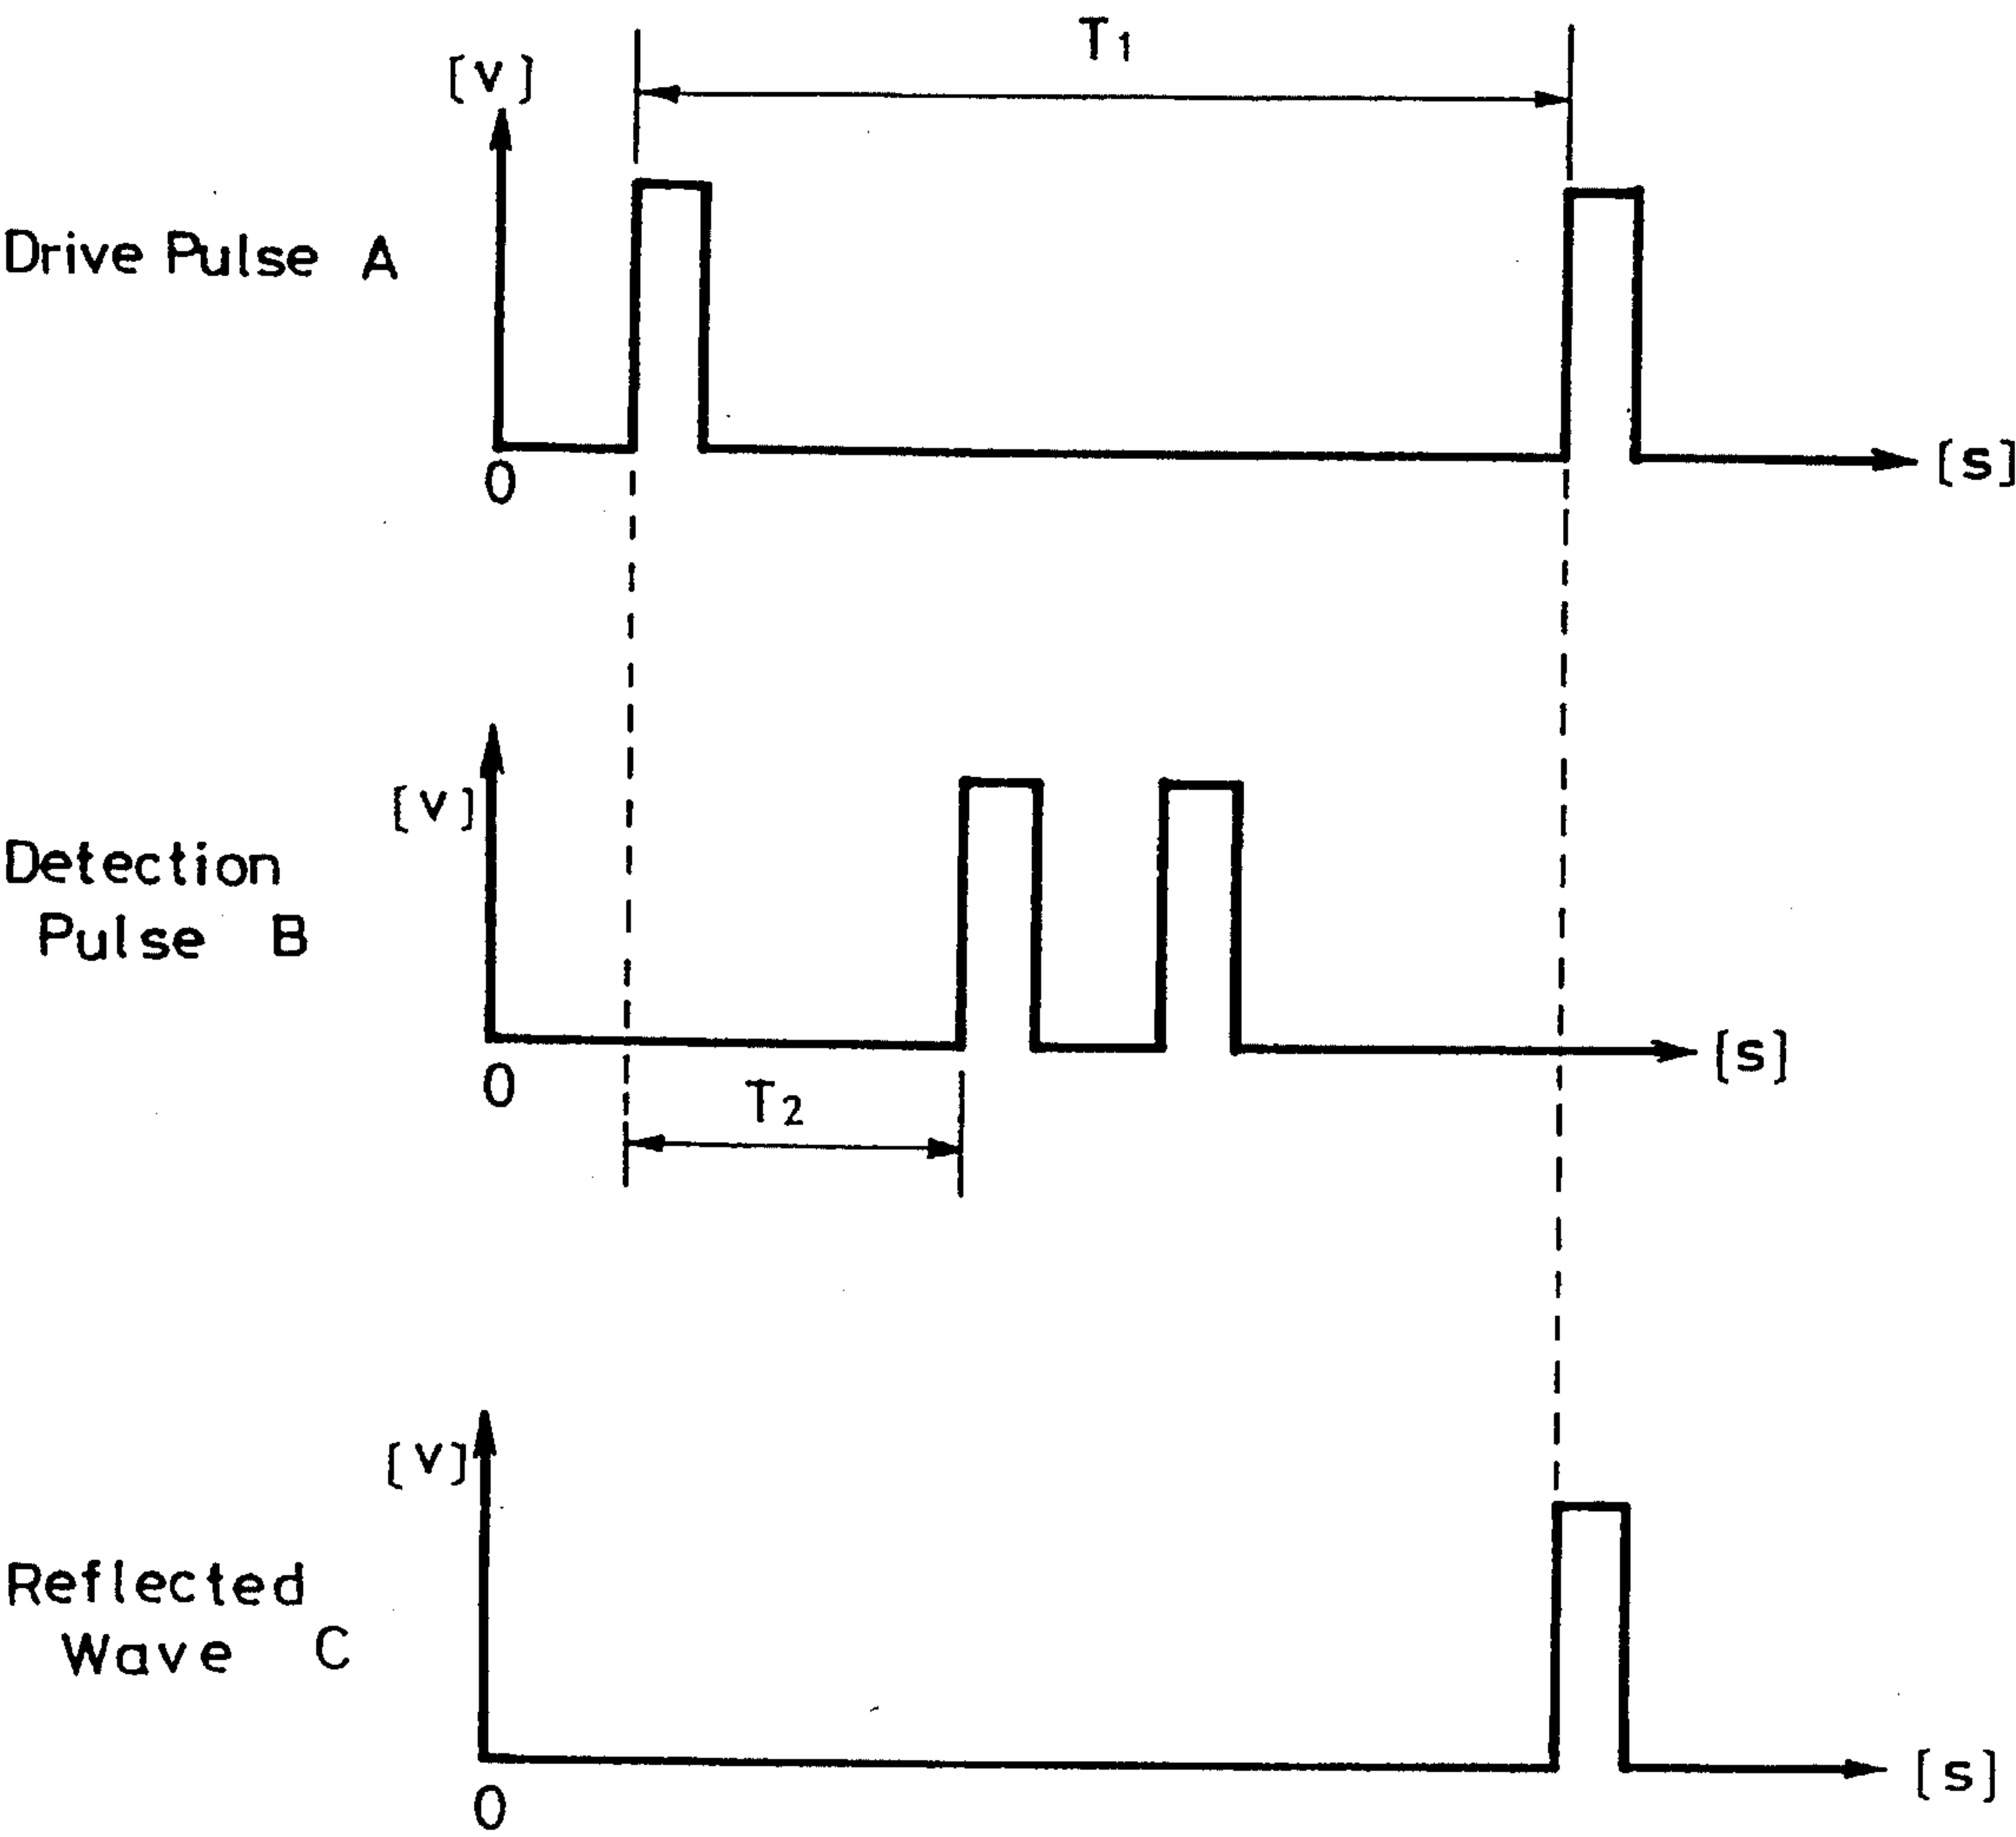 T1
[V]
Drive Pulse A
0
[S]
[V]
Detection
Pulse B
0
[S]
T2
[V]
Reflected
Wave C
0
[S]